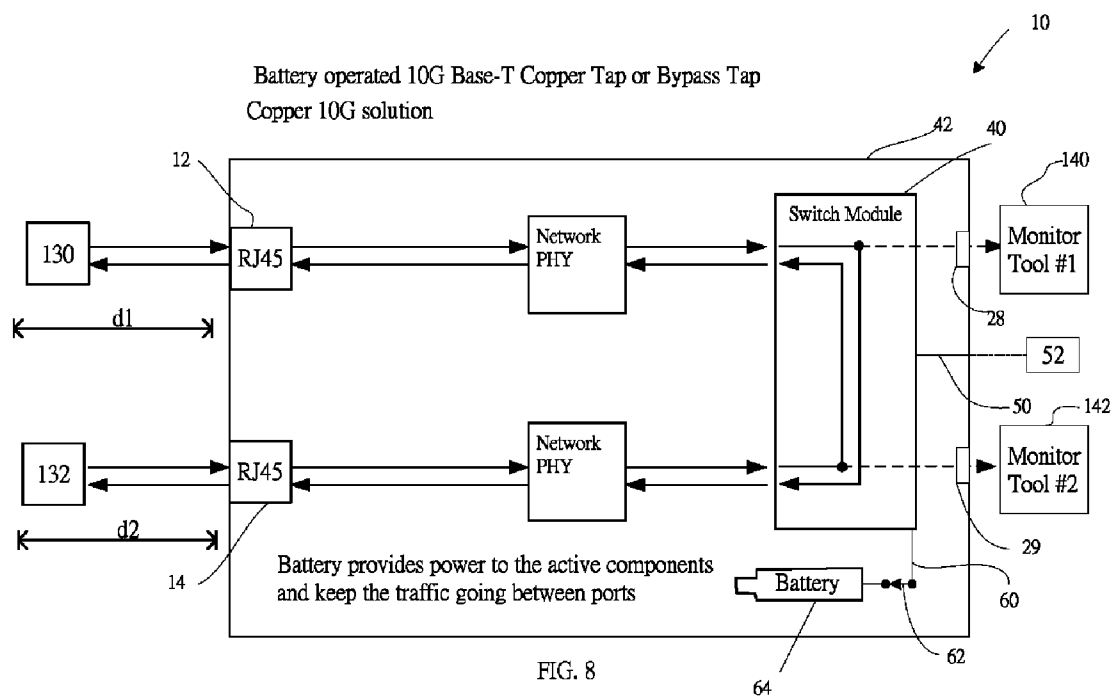 10
Battery operated 10G Base-T Copper Tap or Bypass Tap
Copper 10G solution
42
40
12
140
Switch Module
130
RJ45
Network
PHY
Monitor
Tool #1
d1
28
52
50
142
132
RJ45
Network
PHY
Monitor
Tool #2
d2
14
29
Battery provides power to the active components
and keep the traffic going between ports
Battery
60
62
64
FIG. 8